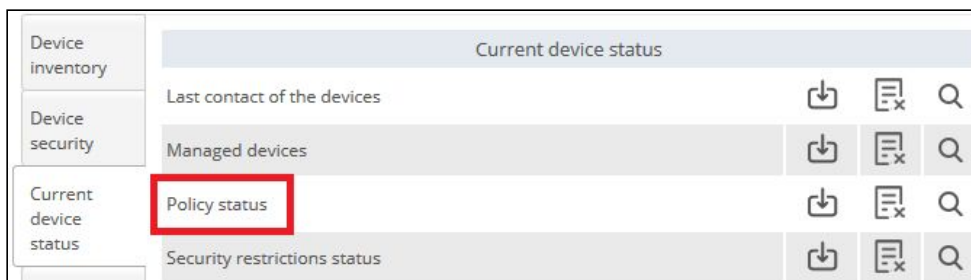 Device
inventory
Device
security
Current
device
status
Current device status
Last contact of the devices
Managed devices
Policy status
Security restrictions status